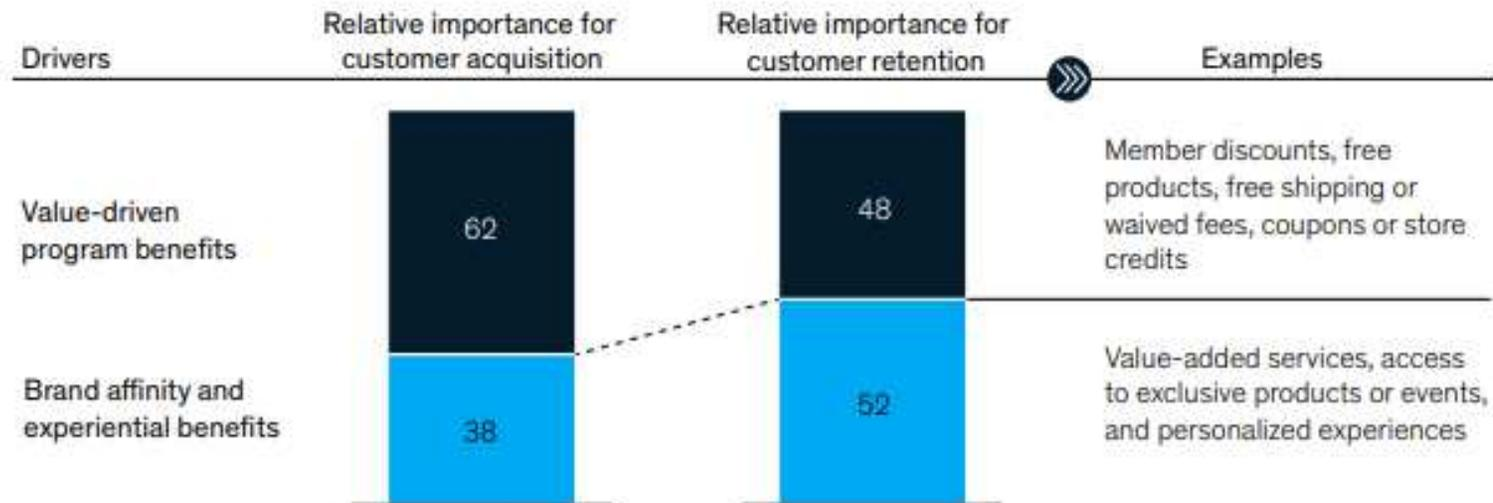 Drivers
Relative importance for
customer acquisition
Relative importance for
customer retention
Examples
Value-driven
program benefits
62
48
Member discounts, free
products, free shipping or
waived fees, coupons or store
credits
Brand affinity and
experiential benefits
38
52
Value-added services, access
to exclusive products or events,
and personalized experiences